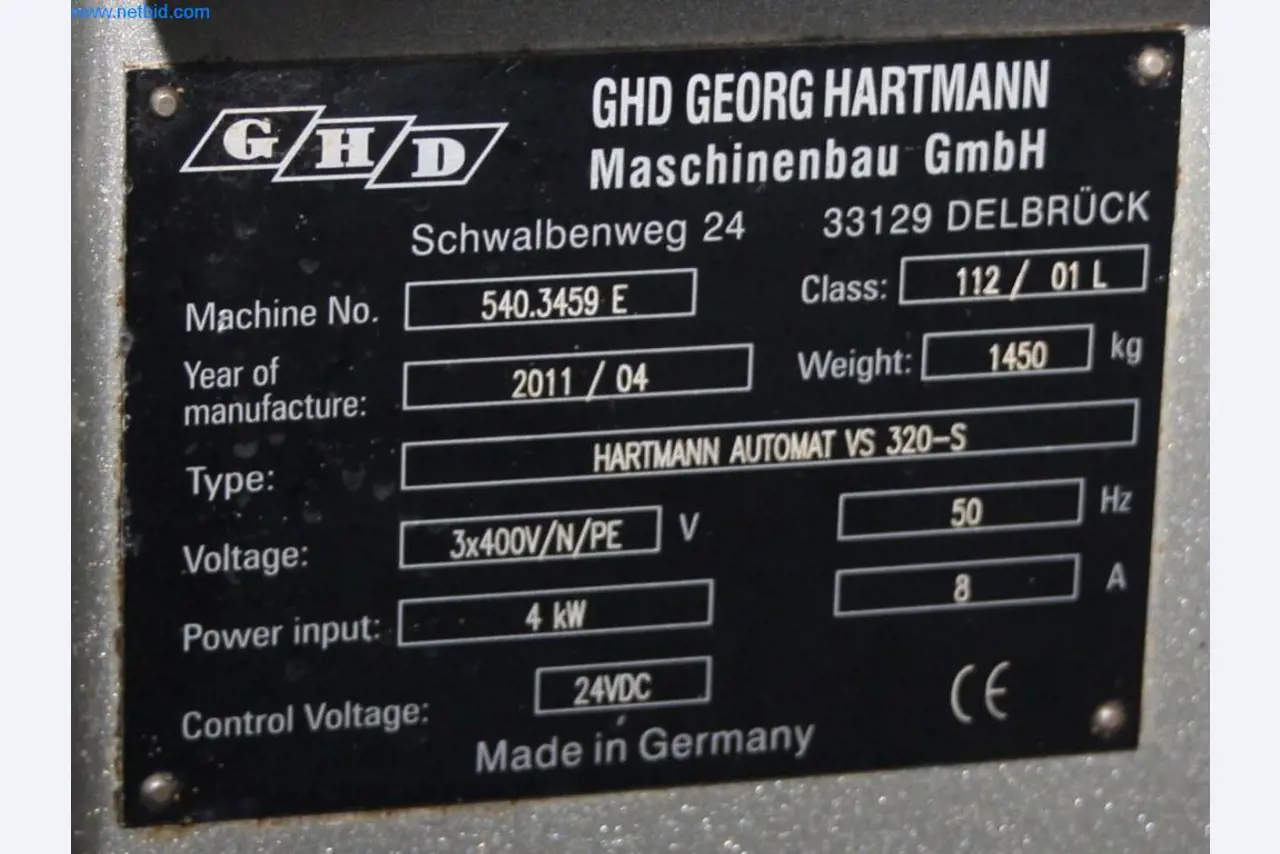 www.netbid.com
GHD
GHD GEORG HARTMANN
Maschinenbau GmbH
Schwalbenweg 24 33129 DELBRÜCK
Machine No. 540.3459 E Class: 112 / 01 L
Year of
manufacture: 2011 / 04 Weight: 1450 kg
Type: HARTMANN AUTOMAT VS 320-S
Voltage: 3x400V/N/PE V 50 Hz
Power input: 4 kW 8 A
Control Voltage: 24VDC CE
Made in Germany